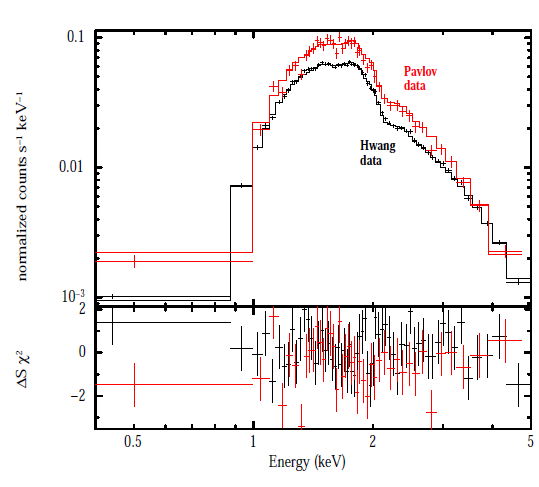 0.1
Pavlov
data
Hwang
data
0.01
10⁻³
normalized counts s⁻¹ keV⁻¹
2
0
−2
ΔS χ²
0.5
1
2
5
Energy (keV)